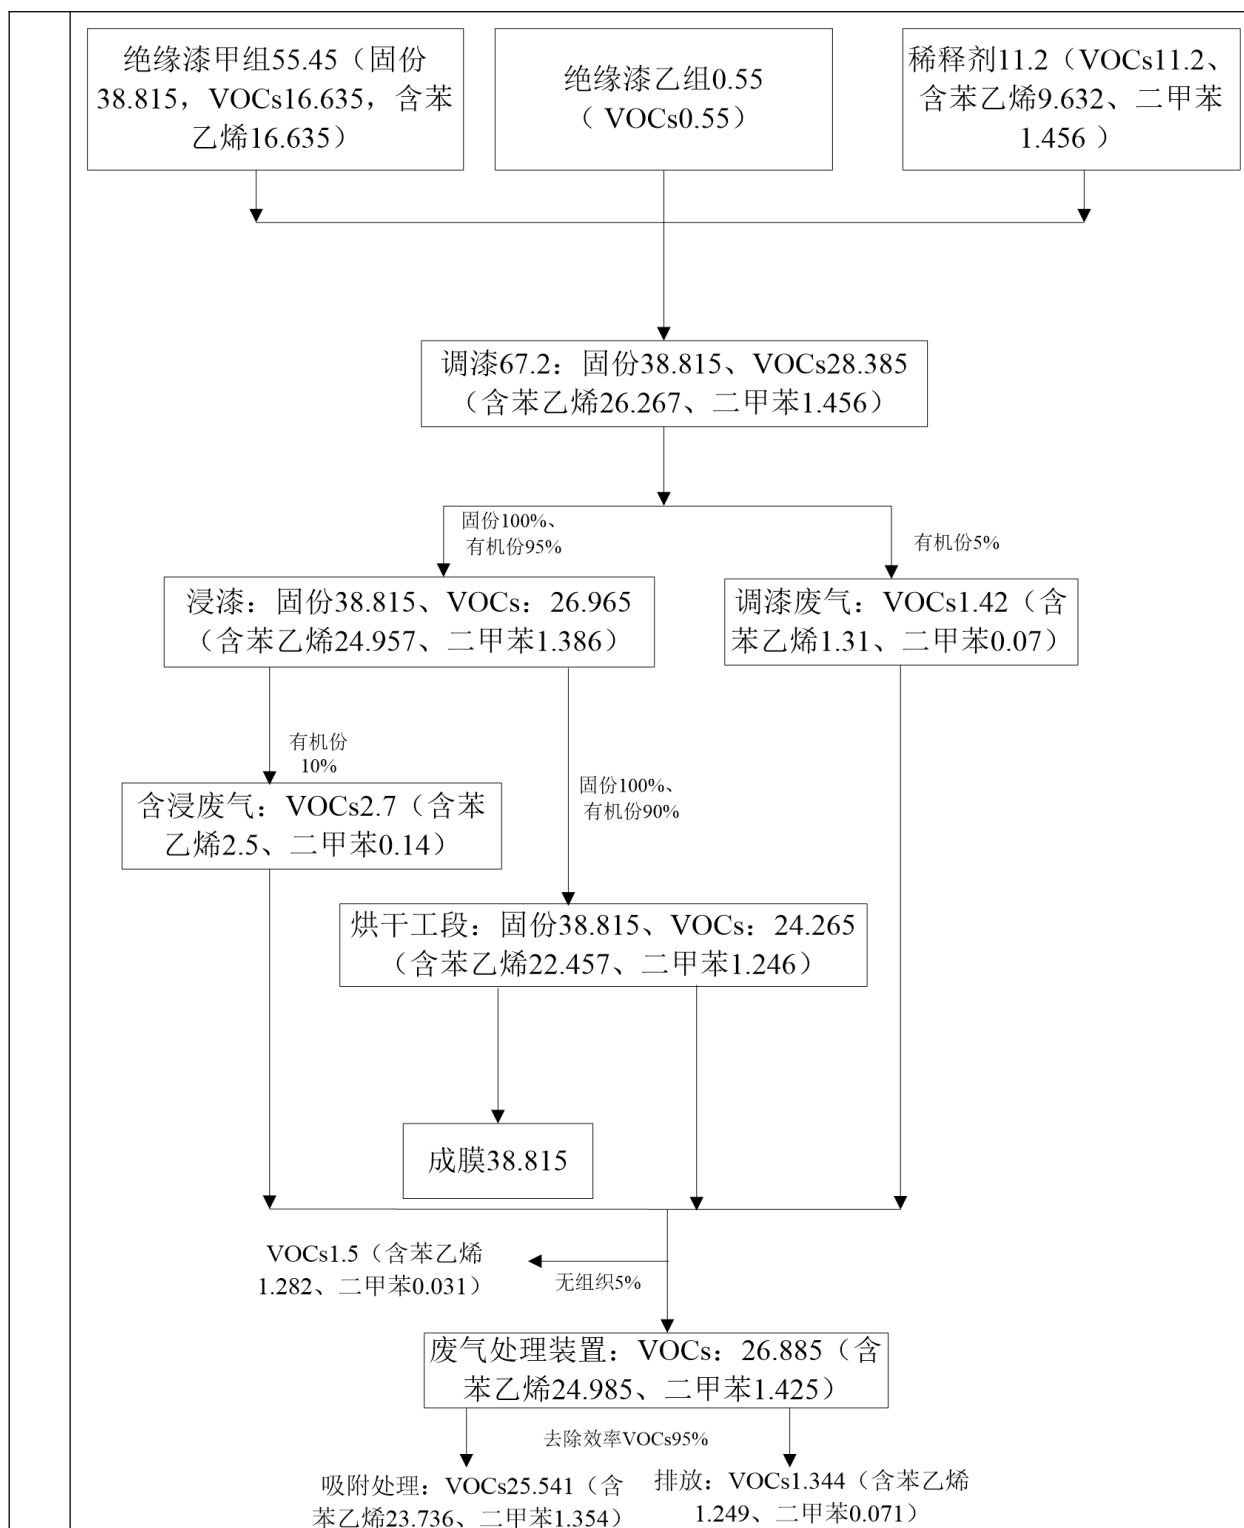 绝缘漆甲组55.45（固份
38.815，VOCs16.635，含苯
乙烯16.635）
绝缘漆乙组0.55
（ VOCs0.55）
稀释剂11.2（VOCs11.2、
含苯乙烯9.632、二甲苯
1.456 ）
调漆67.2：固份38.815、VOCs28.385
（含苯乙烯26.267、二甲苯1.456）
固份100%、
有机份95%
有机份5%
浸漆：固份38.815、VOCs：26.965
（含苯乙烯24.957、二甲苯1.386）
调漆废气：VOCs1.42（含
苯乙烯1.31、二甲苯0.07）
有机份
10%
固份100%、
有机份90%
含浸废气：VOCs2.7（含苯
乙烯2.5、二甲苯0.14）
烘干工段：固份38.815、VOCs：24.265
（含苯乙烯22.457、二甲苯1.246）
成膜38.815
VOCs1.5（含苯乙烯
1.282、二甲苯0.031）
无组织5%
废气处理装置：VOCs：26.885（含
苯乙烯24.985、二甲苯1.425）
去除效率VOCs95%
吸附处理：VOCs25.541（含
苯乙烯23.736、二甲苯1.354）
排放：VOCs1.344（含苯乙烯
1.249、二甲苯0.071）